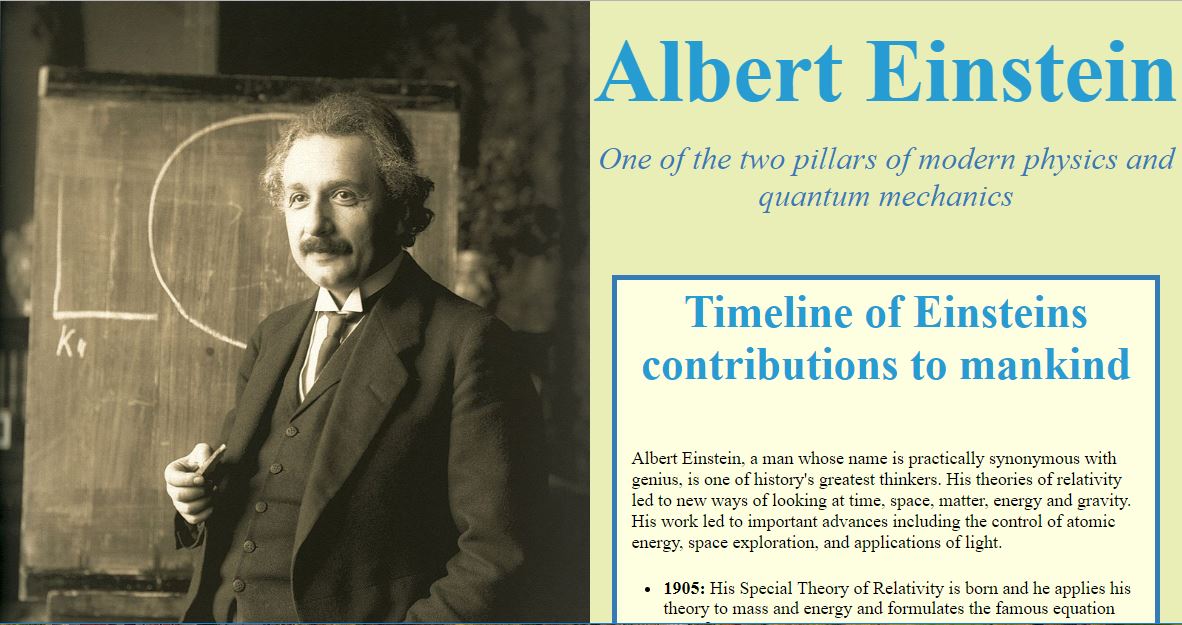 Albert Einstein
One of the two pillars of modern physics and
quantum mechanics
Timeline of Einsteins
contributions to mankind
Albert Einstein, a man whose name is practically synonymous with
genius, is one of history's greatest thinkers. His theories of relativity
led to new ways of looking at time, space, matter, energy and gravity.
His work led to important advances including the control of atomic
energy, space exploration, and applications of light.
• 1905: His Special Theory of Relativity is born and he applies his
theory to mass and energy and formulates the famous equation